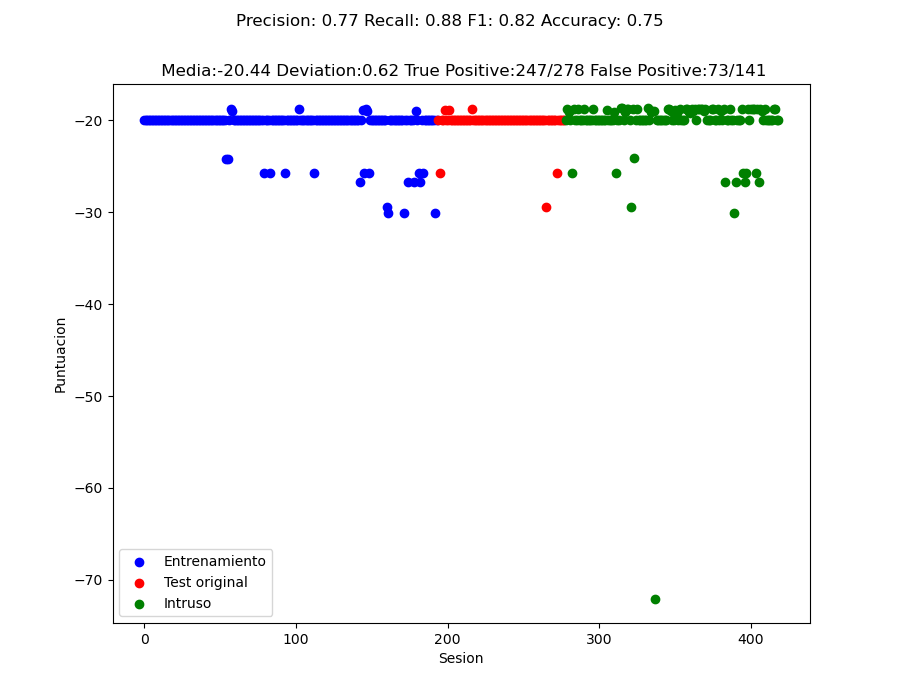 Precision: 0.77 Recall: 0.88 F1: 0.82 Accuracy: 0.75
Media:-20.44 Deviation:0.62 True Positive:247/278 False Positive:73/141
−20
−30
−40
−50
−60
−70
Puntuacion
Entrenamiento
Test original
Intruso
0
100
200
300
400
Sesion